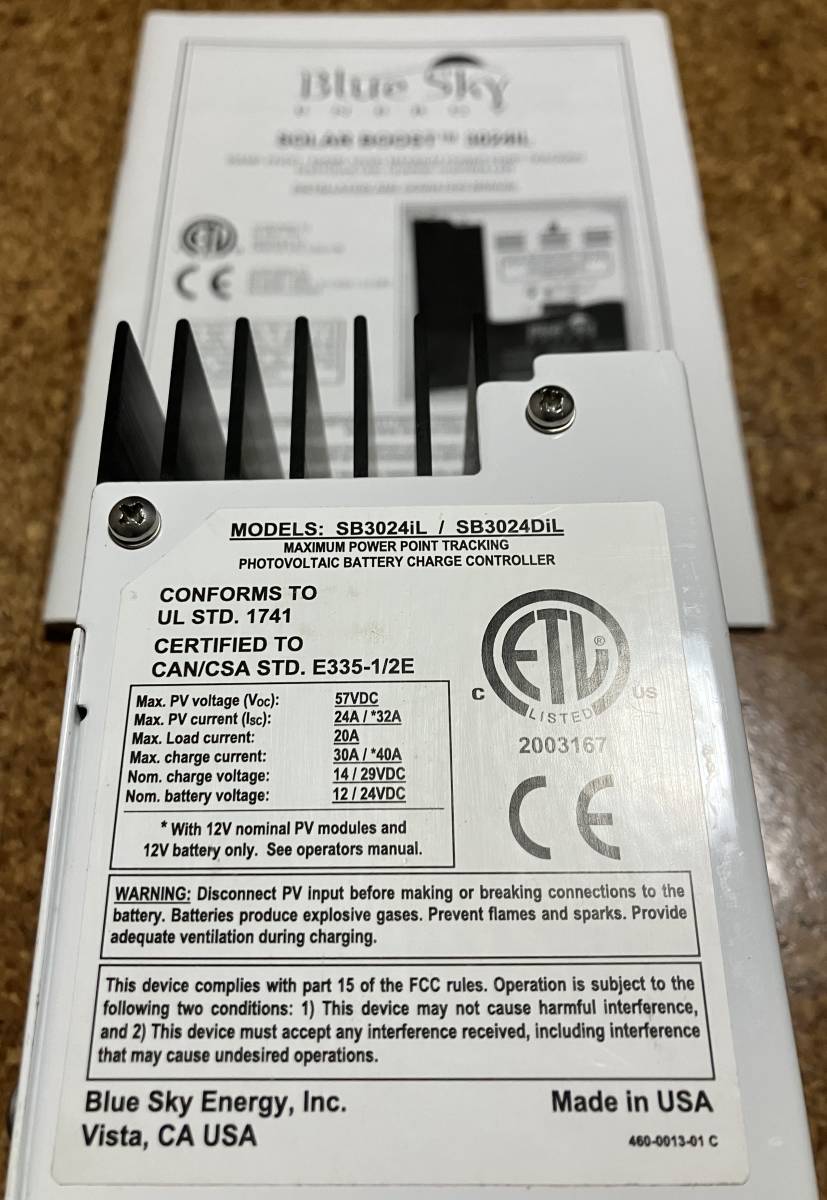 Blue Sky
ENERGY
SOLAR BOOST™ 3024iL
ETL
CE
MODELS: SB3024iL / SB3024DiL
MAXIMUM POWER POINT TRACKING
PHOTOVOLTAIC BATTERY CHARGE CONTROLLER
CONFORMS TO
UL STD. 1741
CERTIFIED TO
CAN/CSA STD. E335-1/2E
ETL®
C US
LISTED
2003167
CE
Max. PV voltage (Voc): 57VDC
Max. PV current (Isc): 24A / *32A
Max. Load current: 20A
Max. charge current: 30A / *40A
Nom. charge voltage: 14 / 29VDC
Nom. battery voltage: 12 / 24VDC
* With 12V nominal PV modules and
12V battery only. See operators manual.
WARNING: Disconnect PV input before making or breaking connections to the
battery. Batteries produce explosive gases. Prevent flames and sparks. Provide
adequate ventilation during charging.
This device complies with part 15 of the FCC rules. Operation is subject to the
following two conditions: 1) This device may not cause harmful interference,
and 2) This device must accept any interference received, including interference
that may cause undesired operations.
Blue Sky Energy, Inc. Made in USA
Vista, CA USA 460-0013-01 C